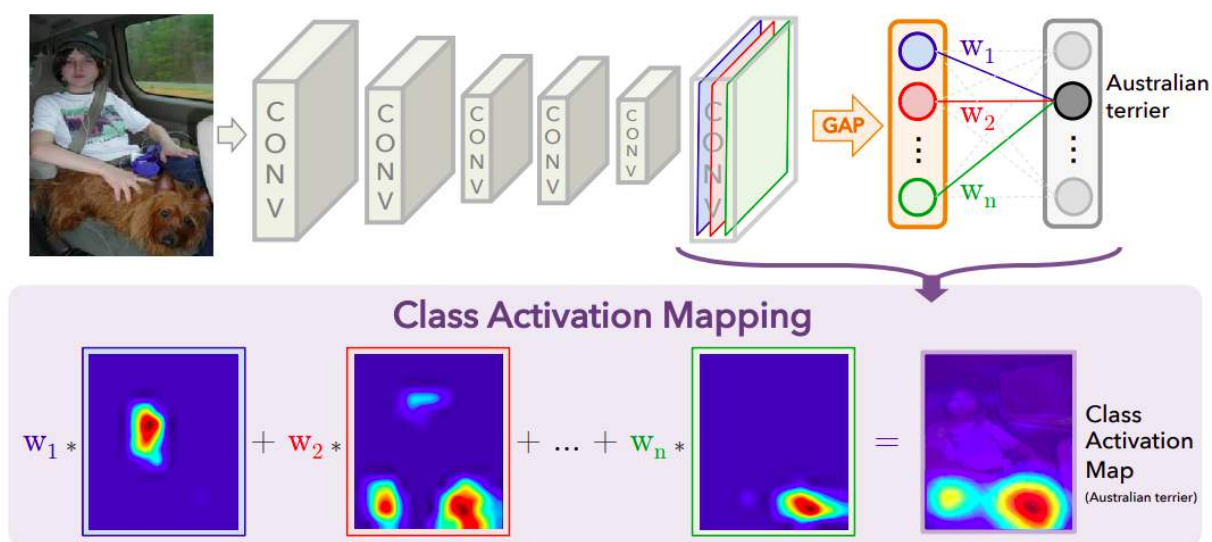 CONV
CONV
CONV
CONV
CONV
CONV
GAP
w1
w2
⋮
wn
⋮
Australian
terrier
Class Activation Mapping
w1 * + w2 * + ... + wn * =
Class
Activation
Map
(Australian terrier)